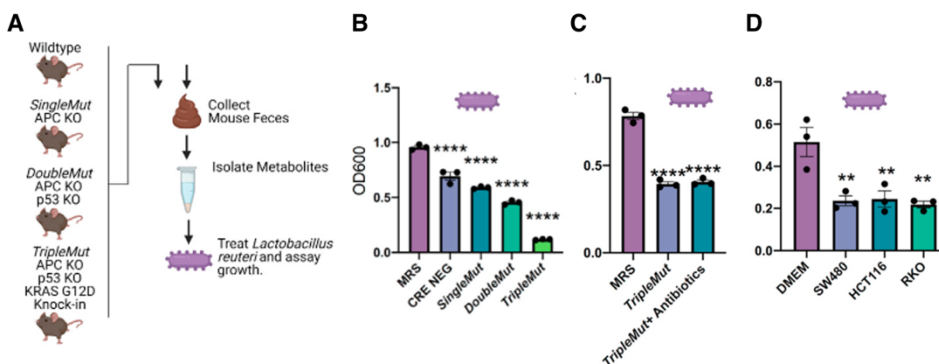 A
Wildtype
SingleMut
APC KO
DoubleMut
APC KO
p53 KO
TripleMut
APC KO
p53 KO
KRAS G12D
Knock-in
Collect
Mouse Feces
Isolate Metabolites
Treat Lactobacillus
reuteri and assay
growth.
B
OD600
1.5
1.0
0.5
0.0
****
****
****
****
MRS
CRE NEG
SingleMut
DoubleMut
TripleMut
C
1.0
0.5
0.0
****
****
MRS
TripleMut
TripleMut+ Antibiotics
D
0.8
0.6
0.4
0.2
0.0
**
**
**
DMEM
SW480
HCT116
RKO